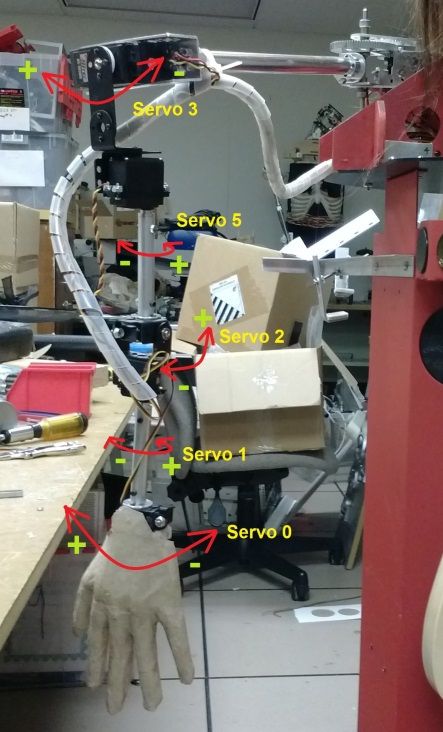 + -
Servo 3
Servo 5
- +
+
Servo 2
-
Servo 1
- +
Servo 0
+
-